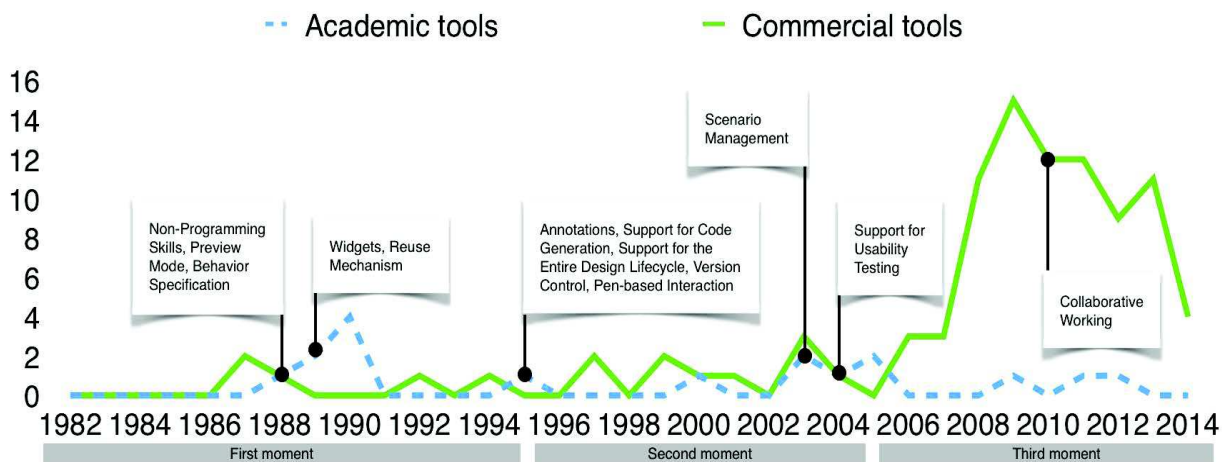 Academic tools
Commercial tools
16
14
12
10
8
6
4
2
0
Non-Programming
Skills, Preview
Mode, Behavior
Specification
Widgets, Reuse
Mechanism
Annotations, Support for Code
Generation, Support for the
Entire Design Lifecycle, Version
Control, Pen-based Interaction
Scenario
Management
Support for
Usability
Testing
Collaborative
Working
1982 1984 1986 1988 1990 1992 1994 1996 1998 2000 2002 2004 2006 2008 2010 2012 2014
First moment
Second moment
Third moment